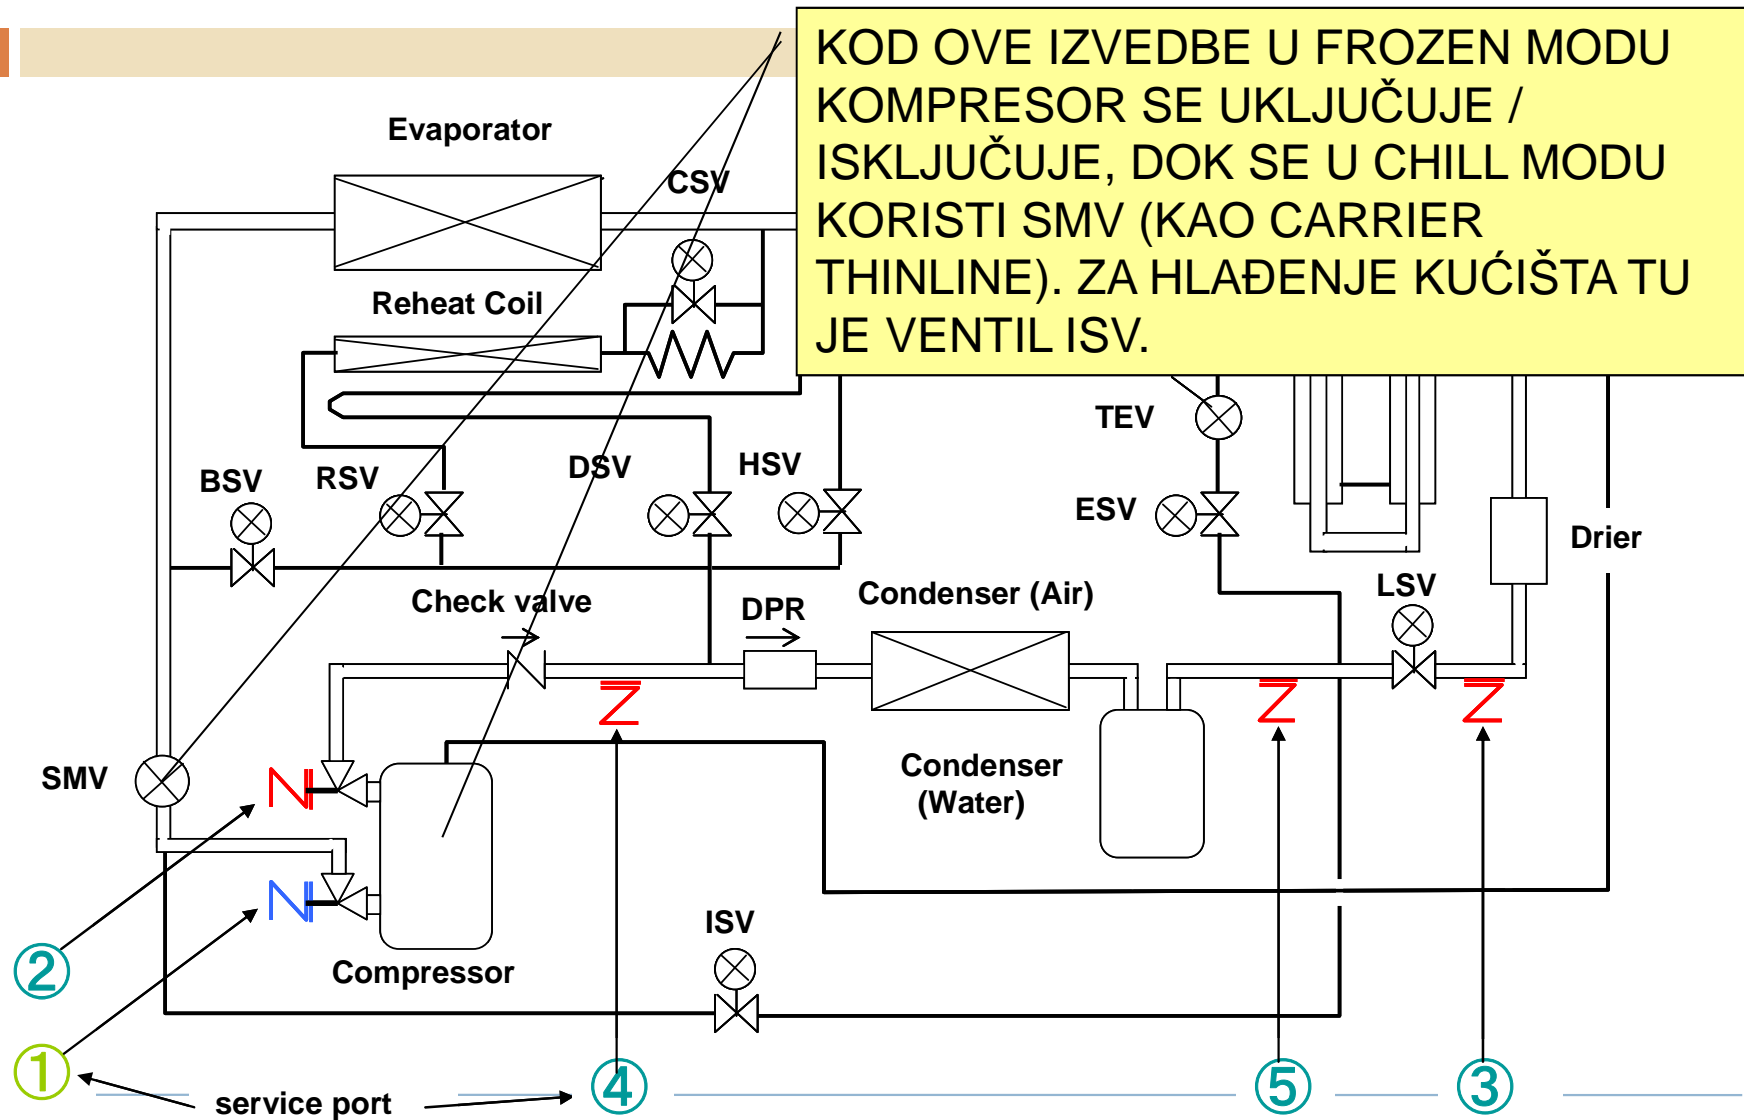 KOD OVE IZVEDBE U FROZEN MODU
KOMPRESOR SE UKLJUČUJE /
ISKLJUČUJE, DOK SE U CHILL MODU
KORISTI SMV (KAO CARRIER
THINLINE). ZA HLAĐENJE KUĆIŠTA TU
JE VENTIL ISV.
Evaporator
CSV
Reheat Coil
TEV
BSV
RSV
DSV
HSV
ESV
Drier
Check valve
DPR
Condenser (Air)
LSV
SMV
Condenser
(Water)
ISV
Compressor
②
①
④
⑤
③
service port